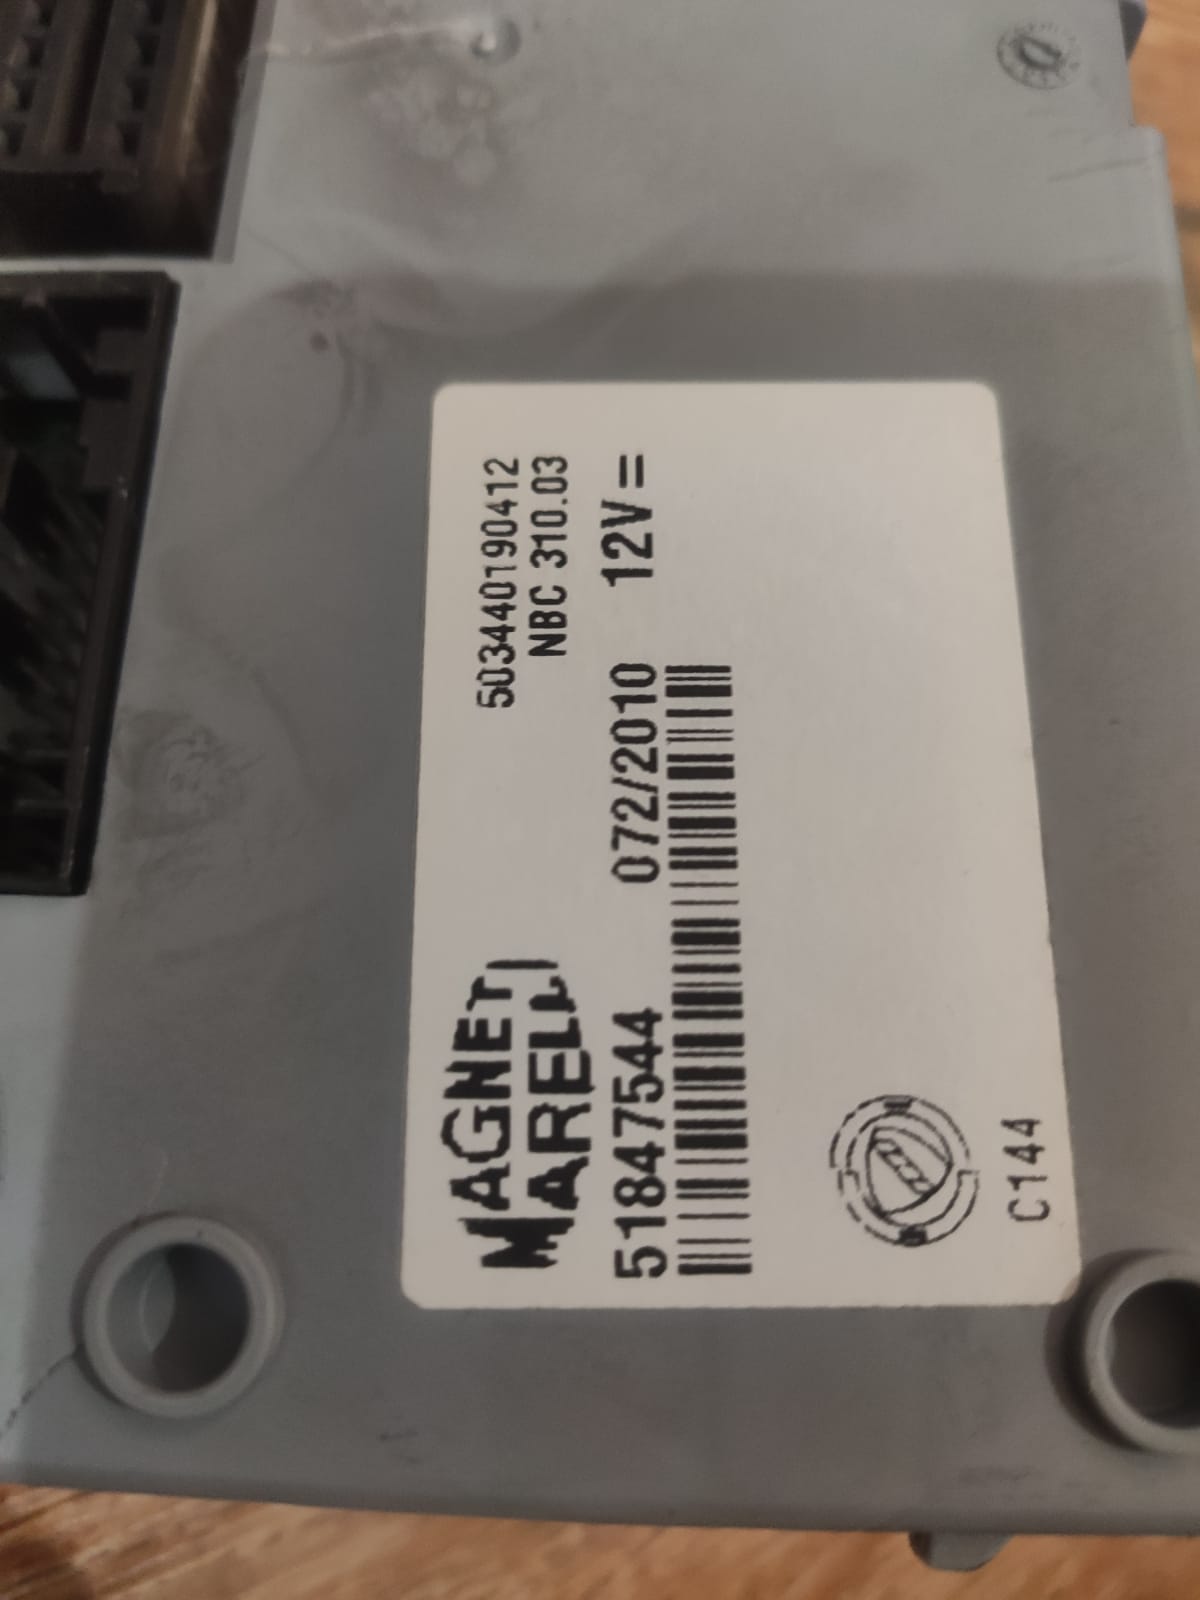 MAGNETI
MARELLI
503440190412
NBC 310.03
51847544 072/2010 12V =
C144